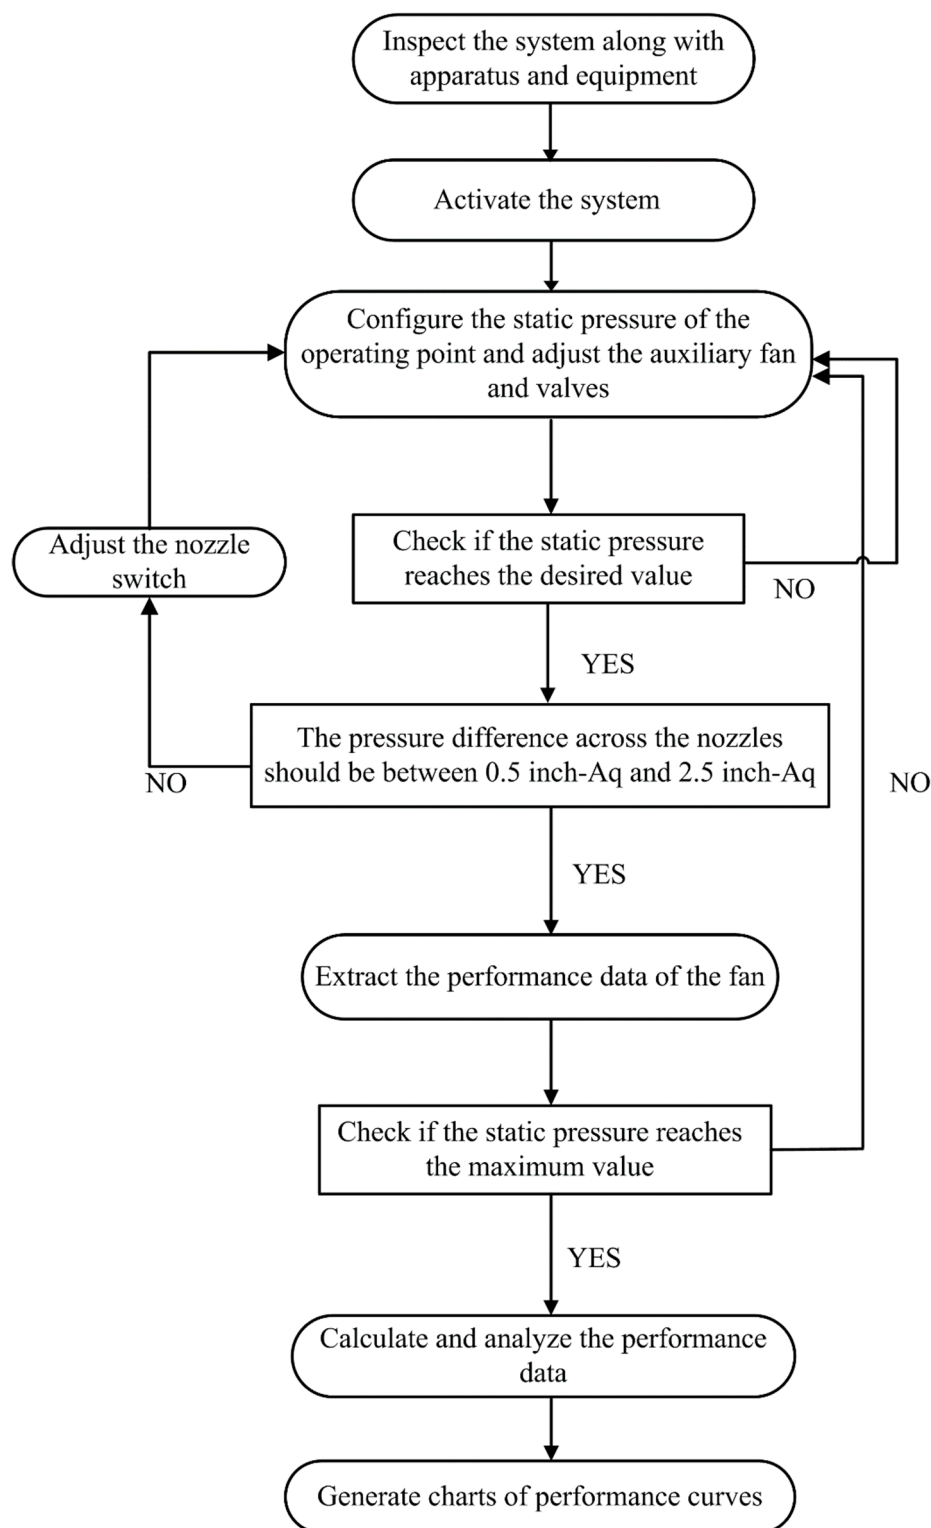 Inspect the system along with
apparatus and equipment
Activate the system
Configure the static pressure of the
operating point and adjust the auxiliary fan
and valves
Adjust the nozzle
switch
Check if the static pressure
reaches the desired value
NO
YES
The pressure difference across the nozzles
should be between 0.5 inch-Aq and 2.5 inch-Aq
NO
NO
YES
Extract the performance data of the fan
Check if the static pressure reaches
the maximum value
YES
Calculate and analyze the performance
data
Generate charts of performance curves